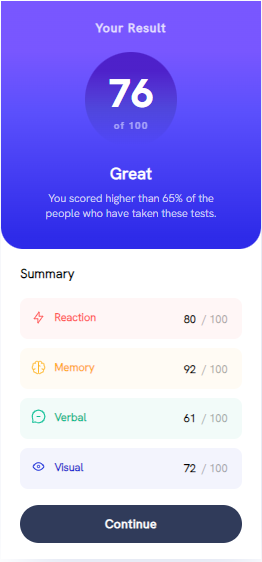 Your Result
76
of 100
Great
You scored higher than 65% of the
people who have taken these tests.
Summary
Reaction 80 / 100
Memory 92 / 100
Verbal 61 / 100
Visual 72 / 100
Continue